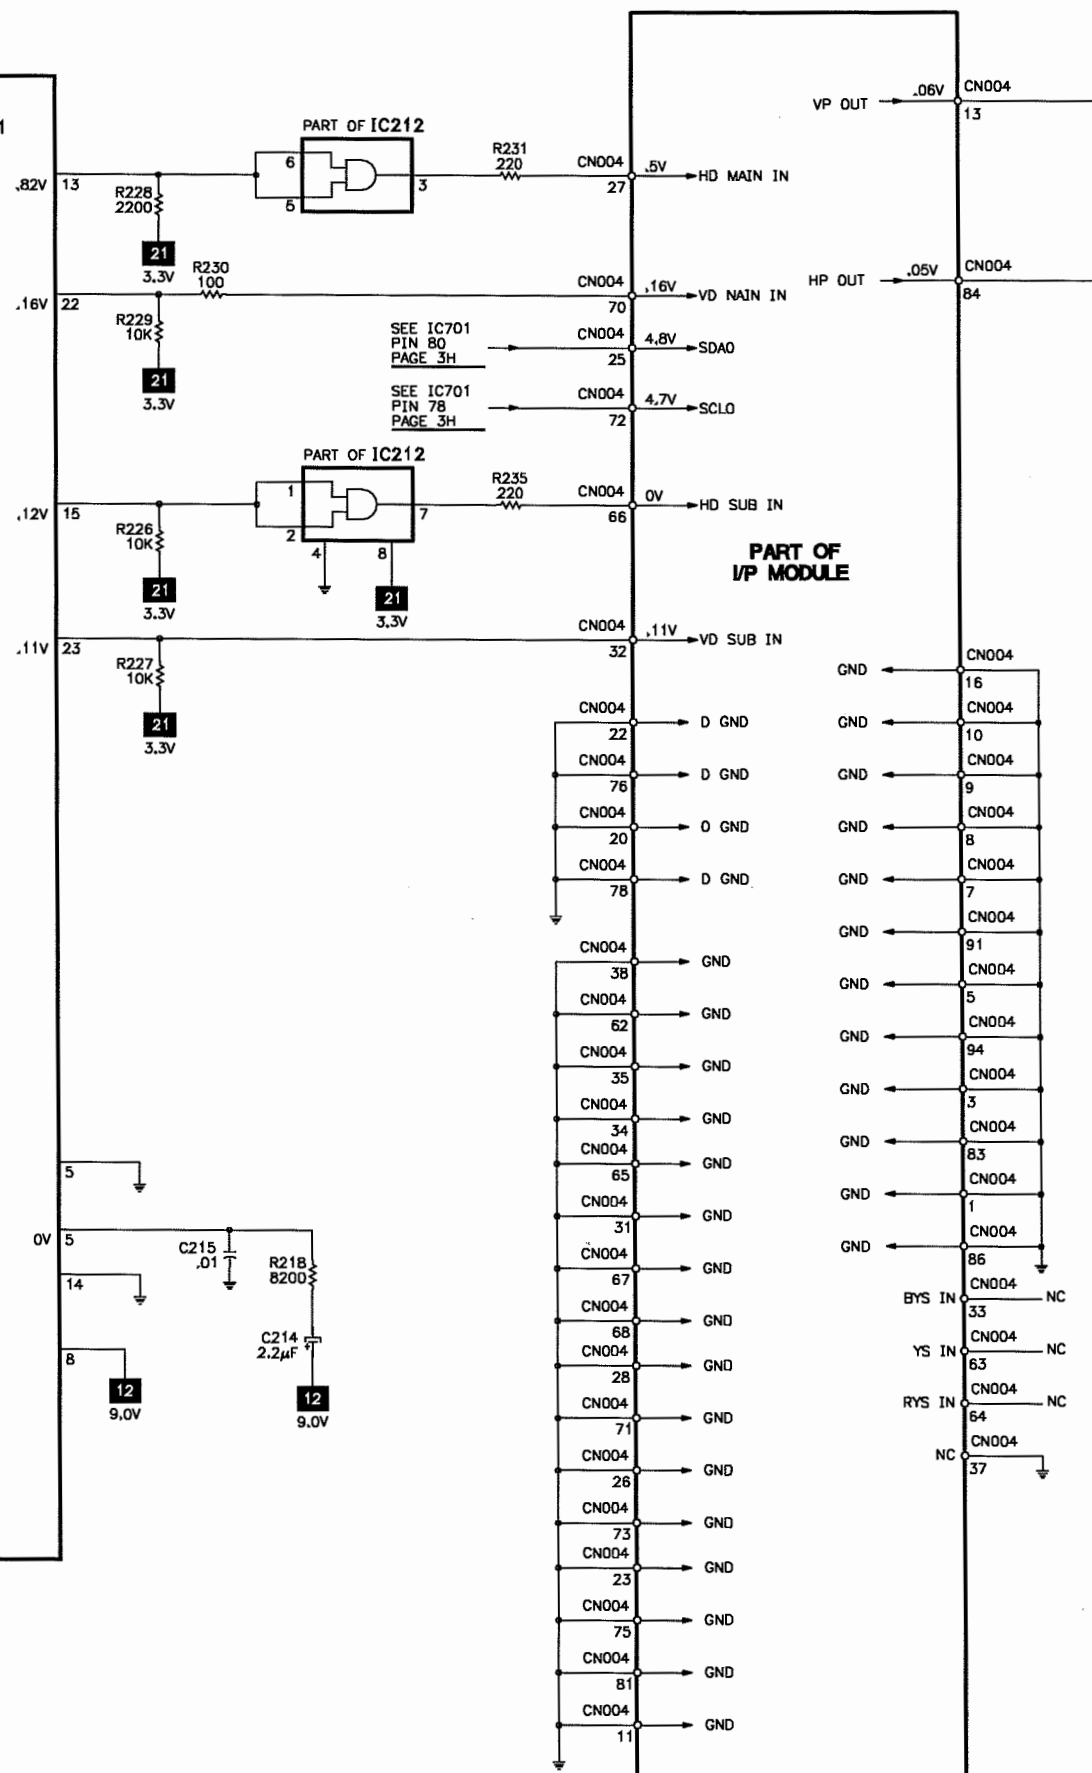 1
PART OF IC212
VP OUT
.06V
CN004
13
.82V
13
R228
2200
21
3.3V
6
5
3
R231
220
CN004
27
.5V
HD MAIN IN
.16V
22
R230
100
R229
10K
21
3.3V
CN004
70
.16V
VD NAIN IN
HP OUT
.05V
CN004
84
SEE IC701
PIN 80
PAGE 3H
CN004
25
4.8V
SDA0
SEE IC701
PIN 78
PAGE 3H
CN004
72
4.7V
SCL0
PART OF IC212
.12V
15
R226
10K
21
3.3V
1
2
4
8
7
21
3.3V
R235
220
CN004
66
0V
HD SUB IN
PART OF
I/P MODULE
.11V
23
R227
10K
21
3.3V
CN004
32
.11V
VD SUB IN
CN004
22
D GND
CN004
76
D GND
CN004
20
O GND
CN004
78
D GND
CN004
38
GND
CN004
62
GND
CN004
35
GND
CN004
34
GND
CN004
65
GND
CN004
31
GND
CN004
67
GND
CN004
68
GND
CN004
28
GND
CN004
71
GND
CN004
26
GND
CN004
73
GND
CN004
23
GND
CN004
75
GND
CN004
81
GND
CN004
11
GND
GND
CN004
16
GND
CN004
10
GND
CN004
9
GND
CN004
8
GND
CN004
7
GND
CN004
91
GND
CN004
5
GND
CN004
94
GND
CN004
3
GND
CN004
83
GND
CN004
1
GND
CN004
86
BYS IN
CN004
33
NC
YS IN
CN004
63
NC
RYS IN
CN004
64
NC
NC
CN004
37
5
0V
5
C215
.01
R218
8200
14
C214
2.2µF
+
8
12
9.0V
12
9.0V